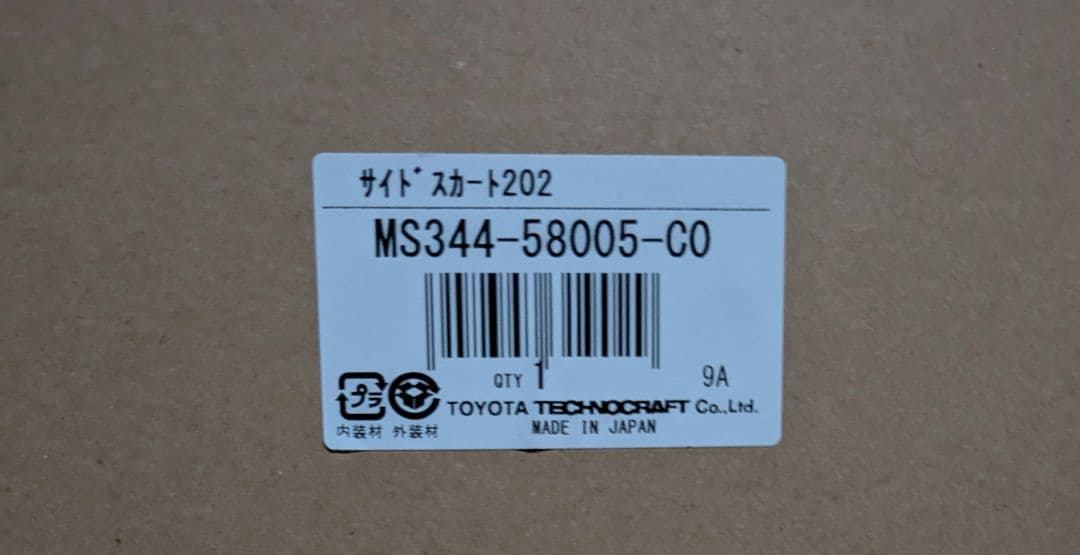 ｻｲﾄﾞｽｶｰﾄ202
MS344-58005-C0
QTY 1
9A
プラ
内装材 外装材
TOYOTA TECHNOCRAFT Co.,Ltd.
MADE IN JAPAN